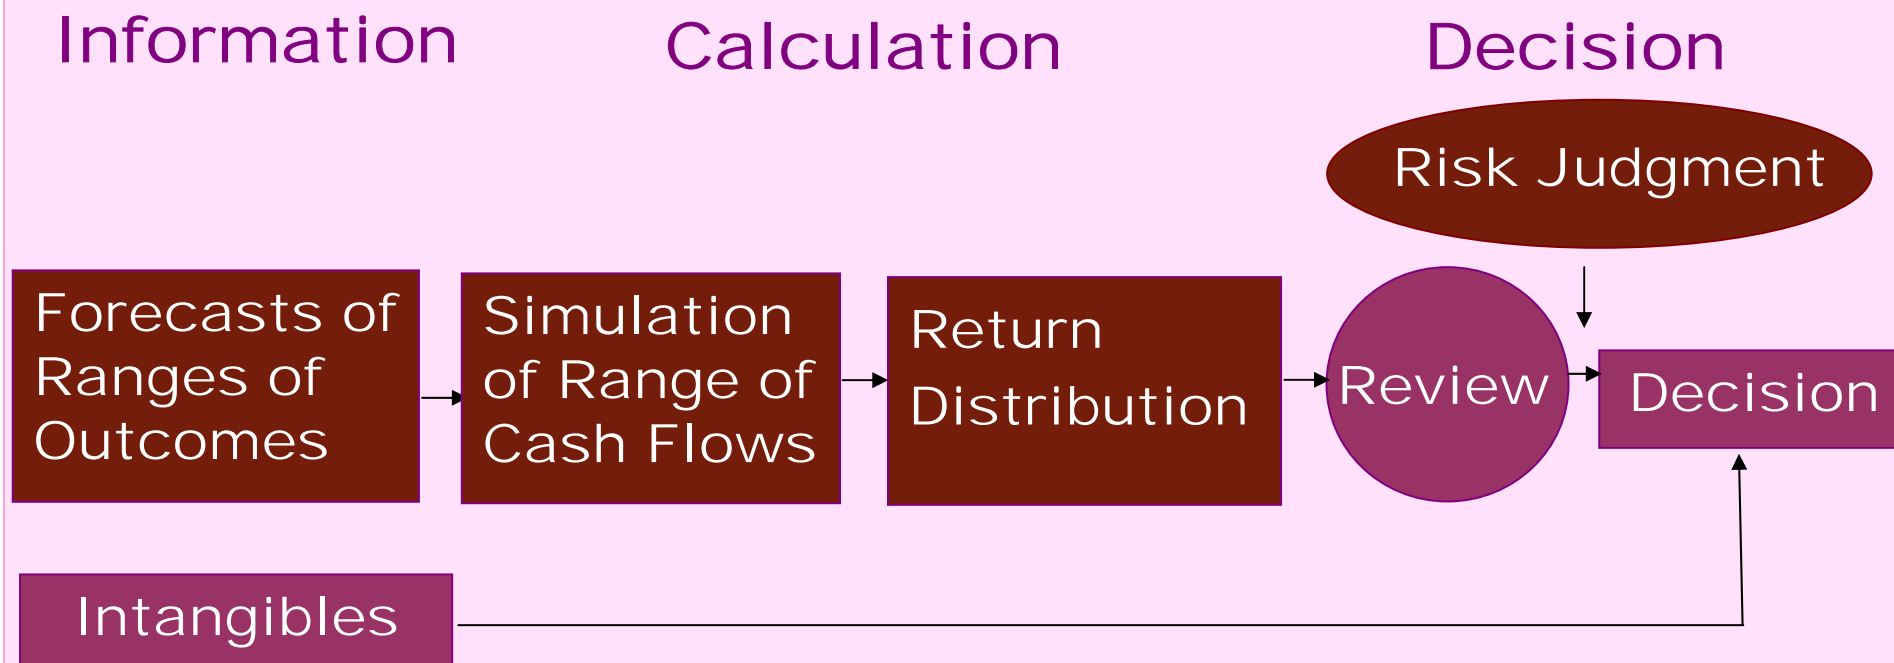 Information
Calculation
Decision
Risk Judgment
Forecasts of
Ranges of
Outcomes
Simulation
of Range of
Cash Flows
Return
Distribution
Review
Decision
Intangibles